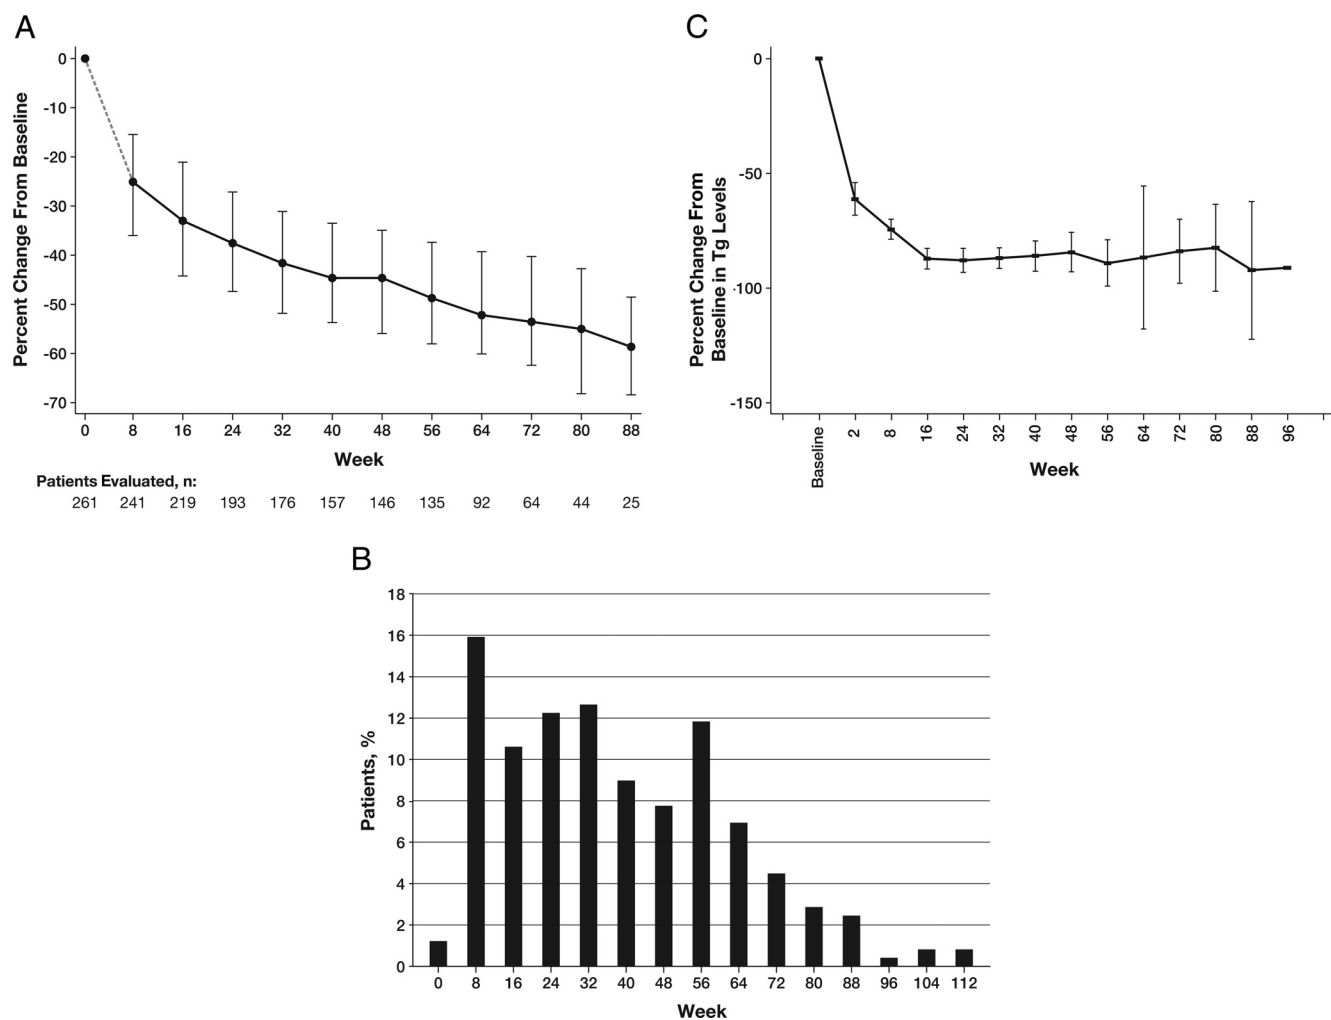 A
Percent Change From Baseline
0
-10
-20
-30
-40
-50
-60
-70
0 8 16 24 32 40 48 56 64 72 80 88
Week
Patients Evaluated, n:
261 241 219 193 176 157 146 135 92 64 44 25
C
Percent Change From
Baseline in Tg Levels
0
-50
-100
-150
Baseline 2 8 16 24 32 40 48 56 64 72 80 88 96
Week
B
Patients, %
18
16
14
12
10
8
6
4
2
0
0 8 16 24 32 40 48 56 64 72 80 88 96 104 112
Week